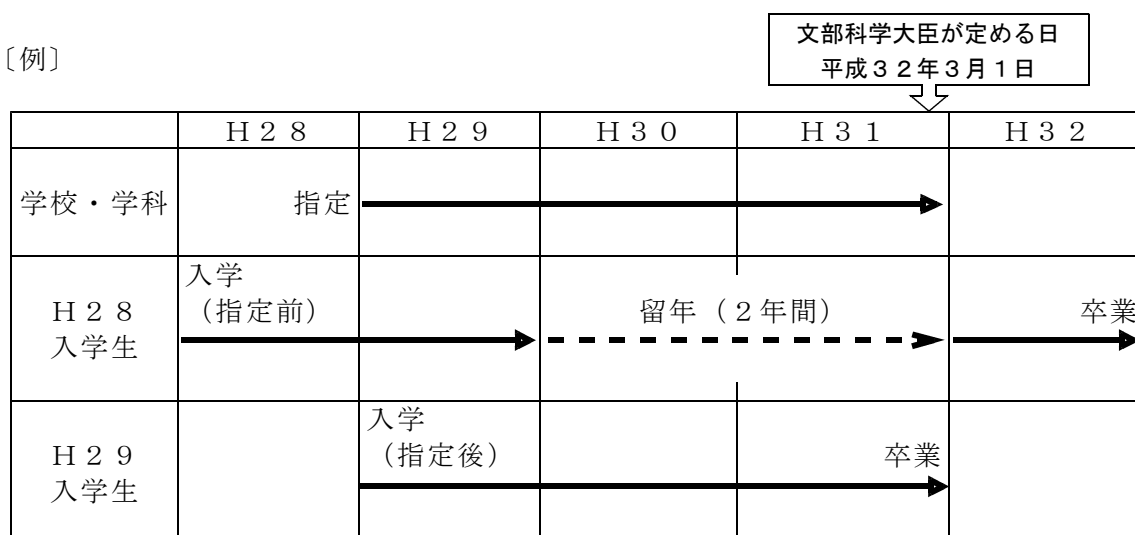 文部科学大臣が定める日
平成３２年３月１日
〔例〕
Ｈ２８ Ｈ２９ Ｈ３０ Ｈ３１ Ｈ３２
学校・学科 指定
入学
（指定前）
Ｈ２８
入学生
留年（２年間）
卒業
入学
（指定後）
Ｈ２９
入学生
卒業